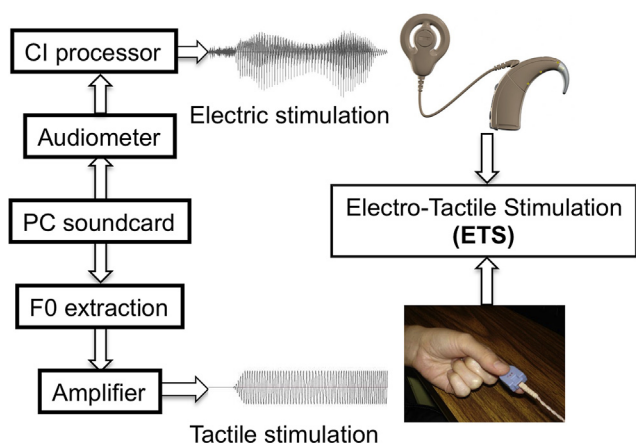 CI processor
Electric stimulation
Audiometer
PC soundcard
Electro-Tactile Stimulation
(ETS)
F0 extraction
Amplifier
Tactile stimulation